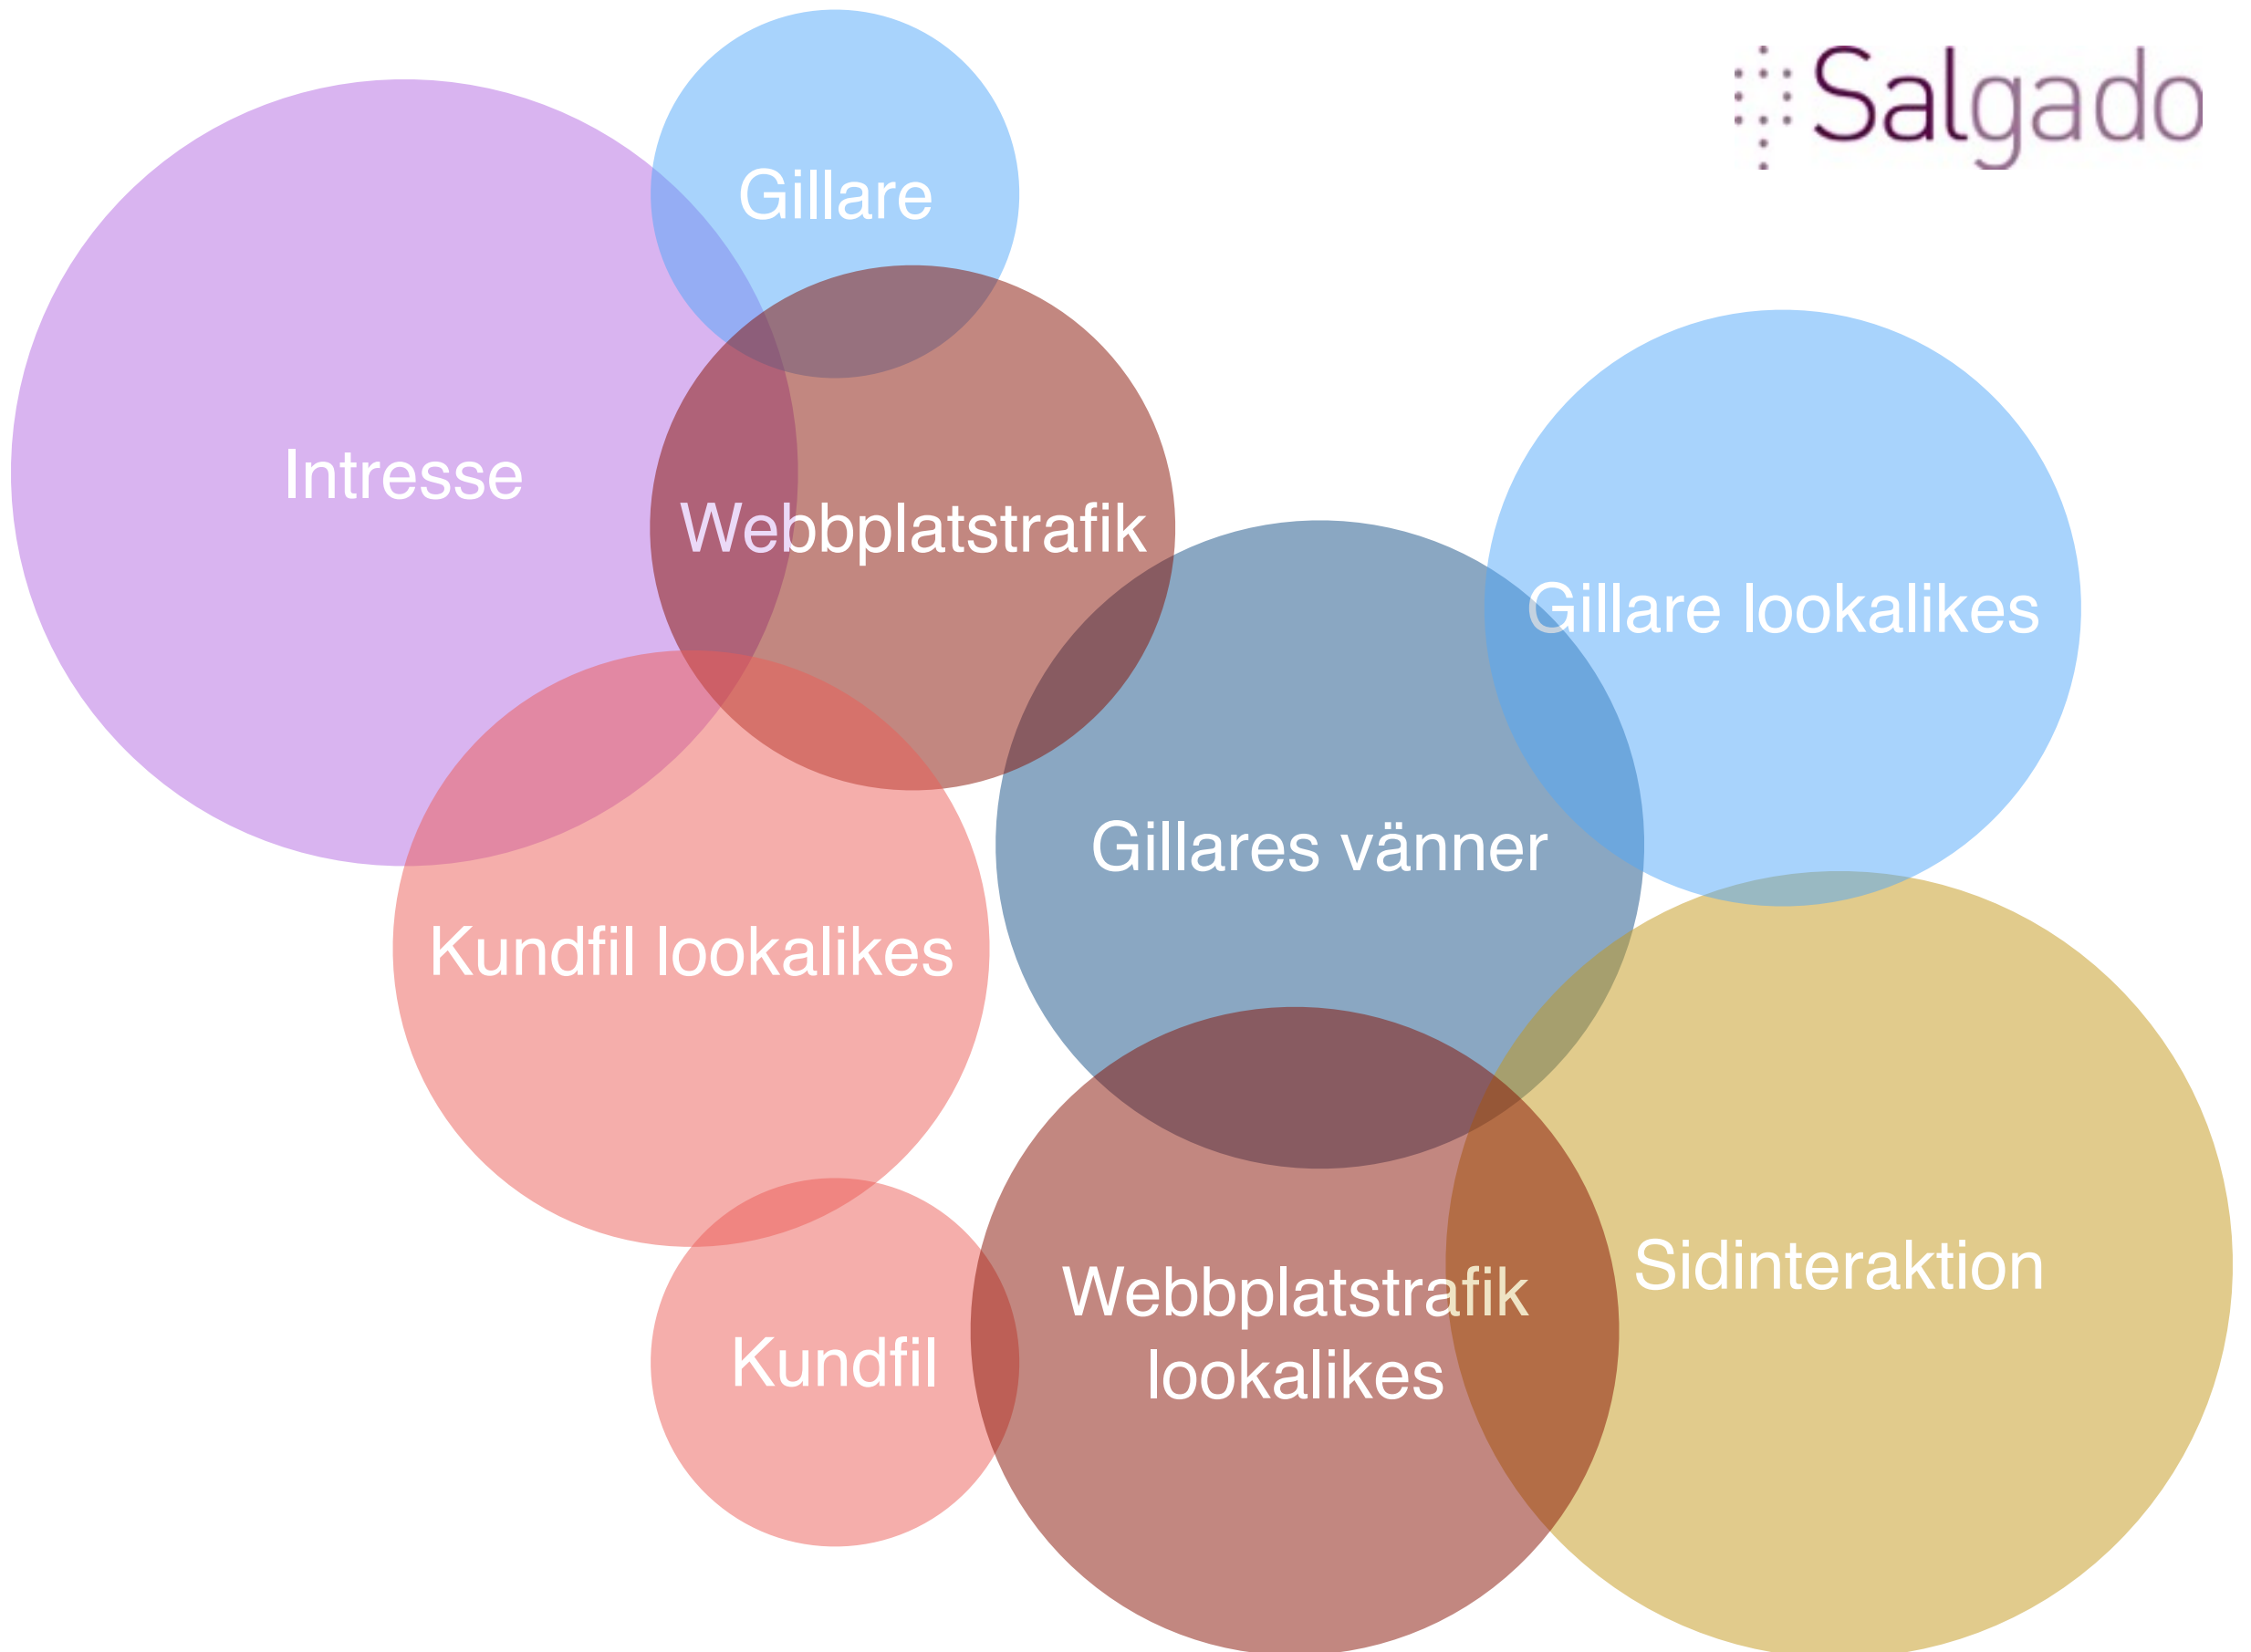 Salgado
Gillare
Intresse
Webbplatstrafik
Gillare lookalikes
Gillares vänner
Kundfil lookalikes
Sidinteraktion
Webbplatstrafik
lookalikes
Kundfil